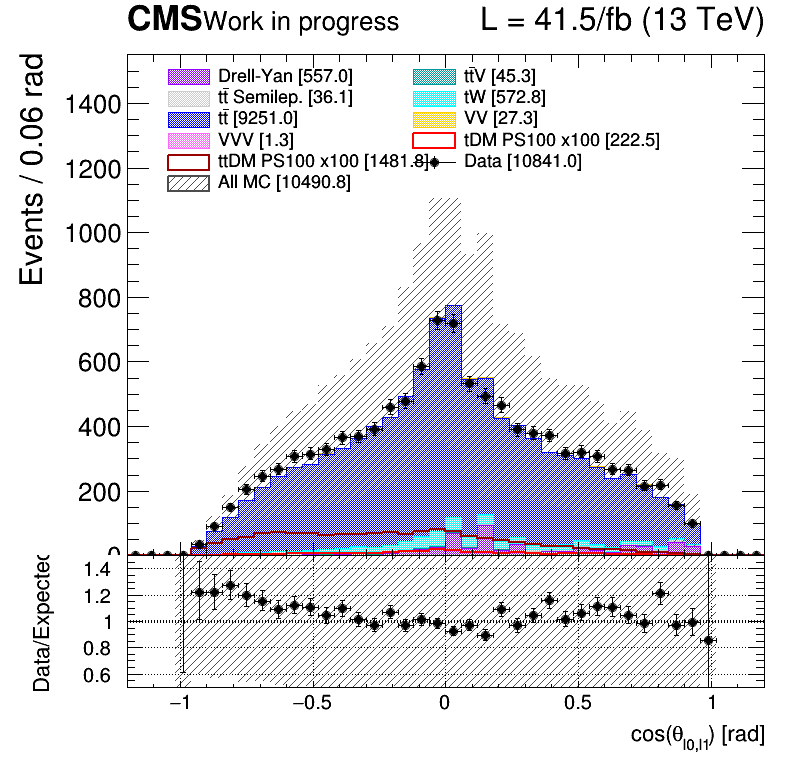 CMS Work in progress L = 41.5/fb (13 TeV)
Events / 0.06 rad
Drell-Yan [557.0] tt̄V [45.3]
tt̄ Semilep. [36.1] tW [572.8]
tt̄ [9251.0] VV [27.3]
VVV [1.3] tDM PS100 x100 [222.5]
ttDM PS100 x100 [1481.8] Data [10841.0]
All MC [10490.8]
1400
1200
1000
800
600
400
200
0
Data/Expected
1.4
1.2
1
0.8
0.6
−1 −0.5 0 0.5 1
cos(θl0,l1) [rad]